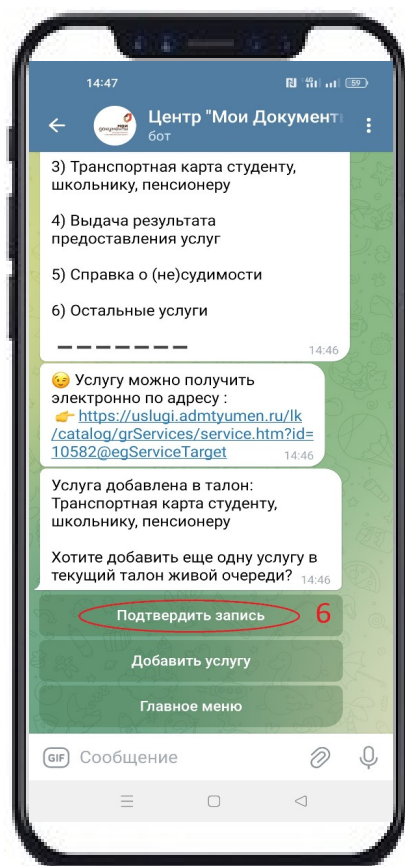 14:47
4G
59
Центр "Мои Документ
бот
3) Транспортная карта студенту,
школьнику, пенсионеру
4) Выдача результата
предоставления услуг
5) Справка о (не)судимости
6) Остальные услуги
_ _ _ _ _ _ _
14:46
😉 Услугу можно получить
электронно по адресу :
👉 https://uslugi.admtyumen.ru/lk
/catalog/grServices/service.htm?id=
10582@egServiceTarget
14:46
Услуга добавлена в талон:
Транспортная карта студенту,
школьнику, пенсионеру
Хотите добавить еще одну услугу в
текущий талон живой очереди? 14:46
Подтвердить запись 6
Добавить услугу
Главное меню
GIF Сообщение